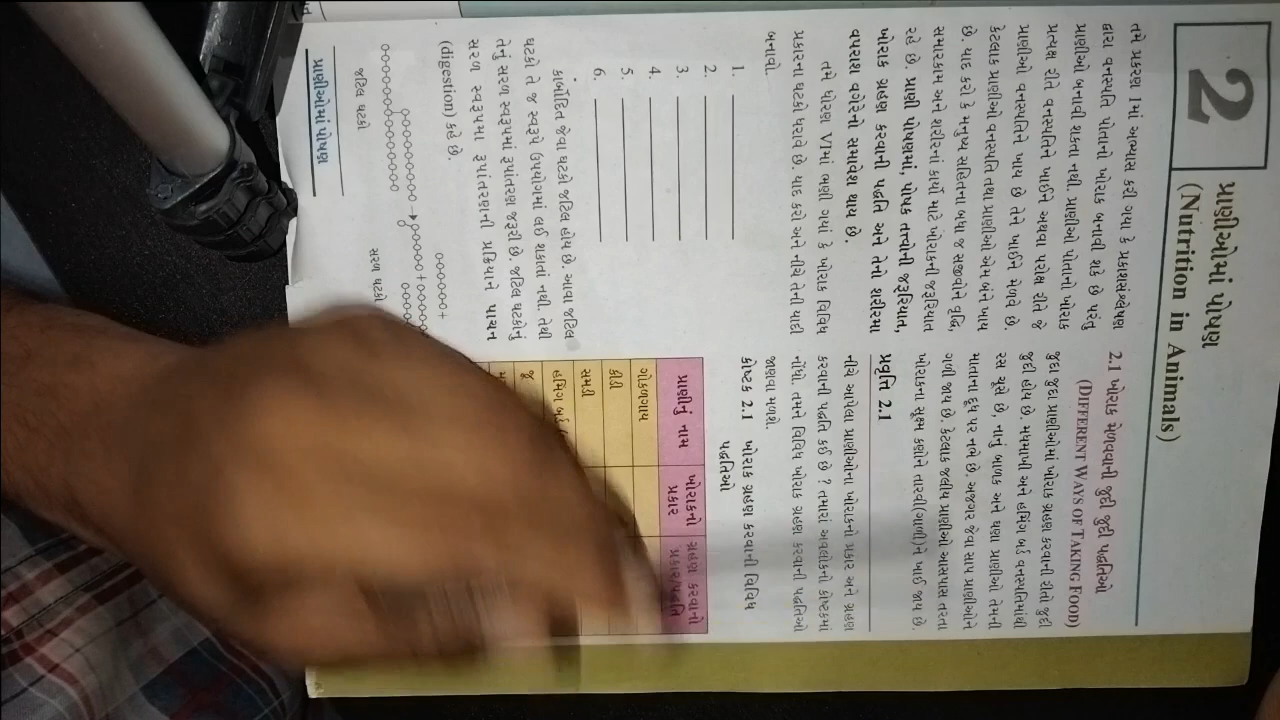 2
પ્રાણીઓમાં પોષણ
(Nutrition in Animals)
તમે પ્રકરણ 1માં અભ્યાસ કરી ગયા કે પ્રકાશસંશ્લેષણ
દ્વારા વનસ્પતિ પોતાનો ખોરાક બનાવી શકે છે પરંતુ
પ્રાણીઓ બનાવી શકતા નથી. પ્રાણીઓ પોતાનો ખોરાક
પ્રત્યક્ષ રીતે વનસ્પતિને ખાઈને અથવા પરોક્ષ રીતે જે
પ્રાણીઓ વનસ્પતિને ખાય છે તેને ખાઈને મેળવે છે.
કેટલાક પ્રાણીઓ વનસ્પતિ તથા પ્રાણીઓ એમ બંને ખાય
છે. યાદ કરો કે મનુષ્ય સહિતના બધા જ સજીવોને વૃદ્ધિ
સમારકામ અને શરીરનાં કાર્યો માટે ખોરાકની જરૂરિયાત
રહે છે. પ્રાણી પોષણમાં, પોષક તત્ત્વોની જરૂરિયાત,
ખોરાક ગ્રહણ કરવાની પદ્ધતિ અને તેનો શરીરમાં
વપરાશ વગેરેનો સમાવેશ થાય છે.
તમે ધોરણ VIમાં ભણી ગયાં કે ખોરાક વિવિધ
પ્રકારના ઘટકો ધરાવે છે. યાદ કરો અને નીચે તેની યાદી
બનાવો.
1.
2.
3.
4.
5.
6.
કાર્બોદિત જેવા ઘટકો જટિલ હોય છે. આવા જટિલ
ઘટકો તે જ સ્વરૂપે ઉપયોગમાં લઈ શકાતાં નથી. તેથી
તેનું સરળ સ્વરૂપમાં રૂપાંતરણ જરૂરી છે. જટિલ ઘટકોનું
સરળ સ્વરૂપમાં રૂપાંતરણની પ્રક્રિયાને પાચન
(digestion) કહે છે.
જટિલ ઘટકો
સરળ ઘટકો
પ્રાણીઓમાં પોષણ
2.1 ખોરાક મેળવવાની જુદી જુદી પદ્ધતિઓ
(DIFFERENT WAYS OF TAKING FOOD)
જુદા જુદા પ્રાણીઓમાં ખોરાક ગ્રહણ કરવાની રીતો જુદી
જુદી હોય છે. મધમાખી અને હમિંગ બર્ડ વનસ્પતિમાંથી
રસ ચૂસે છે, નાનું બાળક અને ઘણા પ્રાણીઓ તેમની
માતાના દૂધ પર નભે છે. અજગર જેવા સાપ પ્રાણીઓને
ગળી જાય છે. કેટલાક જલીય પ્રાણીઓ આસપાસ તરતા
ખોરાકના સૂક્ષ્મ કણોને તારવી(ગાળી)ને ખાઈ જાય છે.
પ્રવૃત્તિ 2.1
નીચે આપેલા પ્રાણીઓના ખોરાકનો પ્રકાર અને ગ્રહણ
કરવાની પદ્ધતિ કઈ છે ? તમારાં અવલોકનો કોષ્ટકમાં
નોંધો. તમને વિવિધ ખોરાક ગ્રહણ કરવાની પદ્ધતિઓ
જાણવા મળશે.
કોષ્ટક 2.1 ખોરાક ગ્રહણ કરવાની વિવિધ
પદ્ધતિઓ
પ્રાણીનું નામ ખોરાકનો પ્રકાર ગ્રહણ કરવાનો પ્રકાર/પદ્ધતિ
ગોકળગાય
કીડી
સમડી
હમિંગ બર્ડ
જૂ